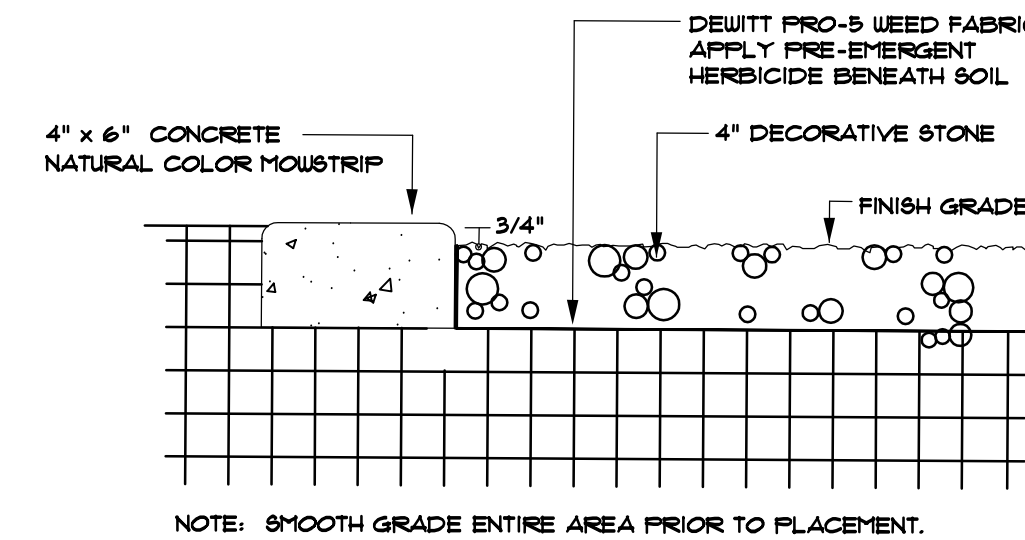 DEWITT PRO-5 WEED FABRIC
APPLY PRE-EMERGENT
HERBICIDE BENEATH SOIL
4" x 6" CONCRETE
NATURAL COLOR MOWSTRIP
4" DECORATIVE STONE
FINISH GRADE
3/4"
NOTE: SMOOTH GRADE ENTIRE AREA PRIOR TO PLACEMENT.